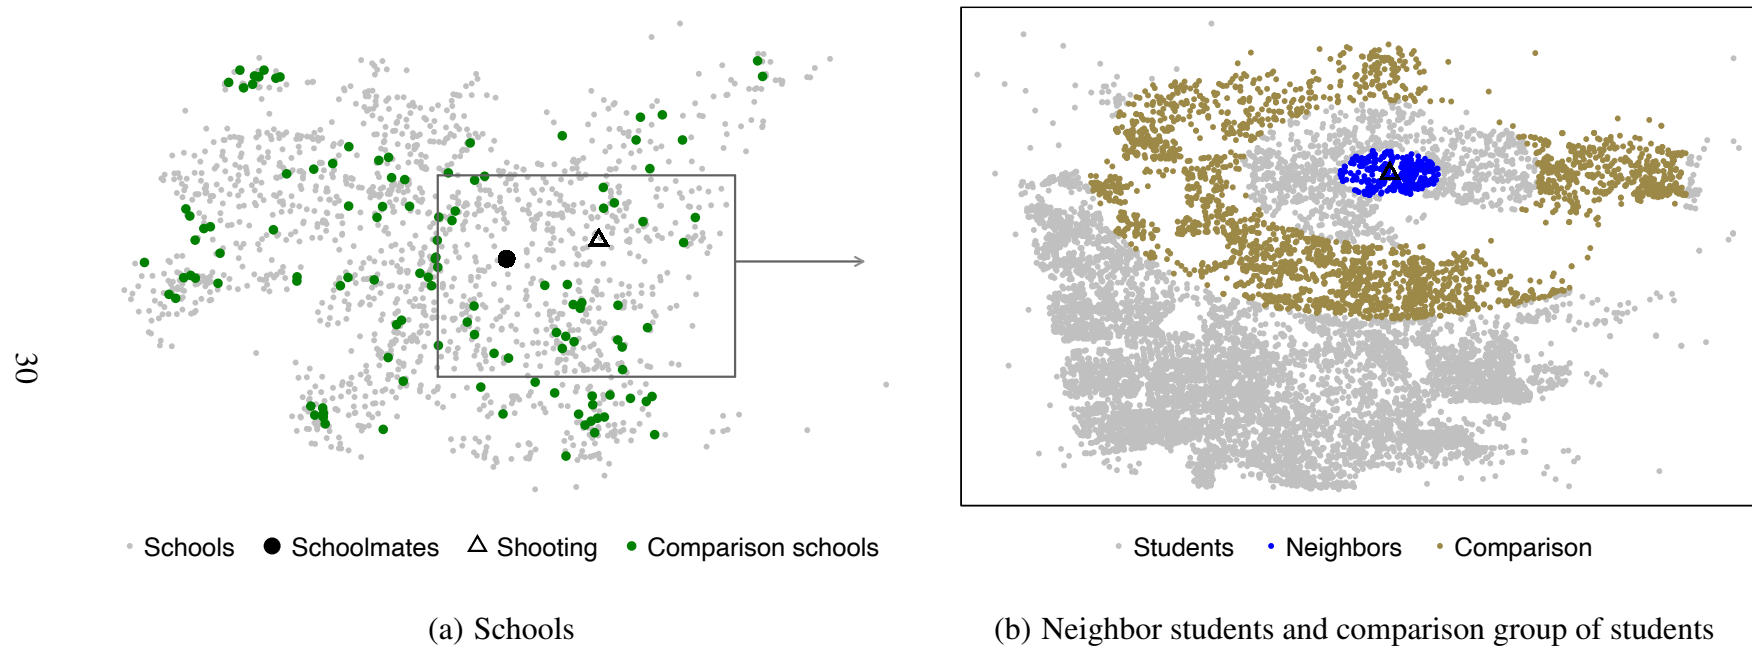 30
Schools Schoolmates Shooting Comparison schools
(a) Schools
Students Neighbors Comparison
(b) Neighbor students and comparison group of students